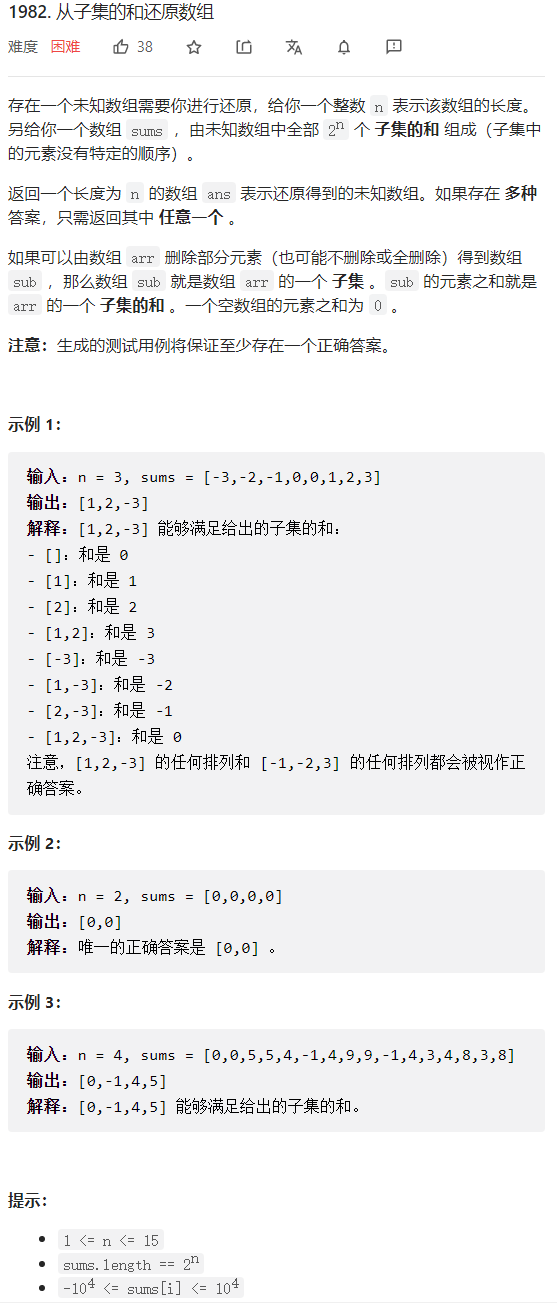 1982. 从子集的和还原数组
难度 困难 38
存在一个未知数组需要你进行还原，给你一个整数 n 表示该数组的长度。
另给你一个数组 sums ，由未知数组中全部 2ⁿ 个 子集的和 组成（子集中
的元素没有特定的顺序）。
返回一个长度为 n 的数组 ans 表示还原得到的未知数组。如果存在 多种
答案，只需返回其中 任意一个 。
如果可以由数组 arr 删除部分元素（也可能不删除或全删除）得到数组
sub ，那么数组 sub 就是数组 arr 的一个 子集 。sub 的元素之和就是
arr 的一个 子集的和 。一个空数组的元素之和为 0 。
注意：生成的测试用例将保证至少存在一个正确答案。
示例 1：
输入：n = 3, sums = [-3,-2,-1,0,0,1,2,3]
输出：[1,2,-3]
解释：[1,2,-3] 能够满足给出的子集的和：
- []：和是 0
- [1]：和是 1
- [2]：和是 2
- [1,2]：和是 3
- [-3]：和是 -3
- [1,-3]：和是 -2
- [2,-3]：和是 -1
- [1,2,-3]：和是 0
注意，[1,2,-3] 的任何排列和 [-1,-2,3] 的任何排列都会被视作正
确答案。
示例 2：
输入：n = 2, sums = [0,0,0,0]
输出：[0,0]
解释：唯一的正确答案是 [0,0] 。
示例 3：
输入：n = 4, sums = [0,0,5,5,4,-1,4,9,9,-1,4,3,4,8,3,8]
输出：[0,-1,4,5]
解释：[0,-1,4,5] 能够满足给出的子集的和。
提示：
1 <= n <= 15
sums.length == 2ⁿ
-10⁴ <= sums[i] <= 10⁴